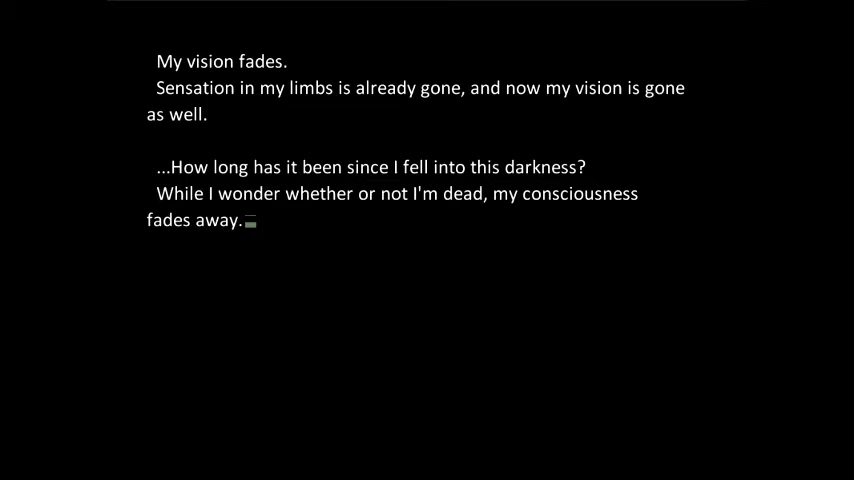 My vision fades.
Sensation in my limbs is already gone, and now my vision is gone
as well.
...How long has it been since I fell into this darkness?
While I wonder whether or not I'm dead, my consciousness
fades away.